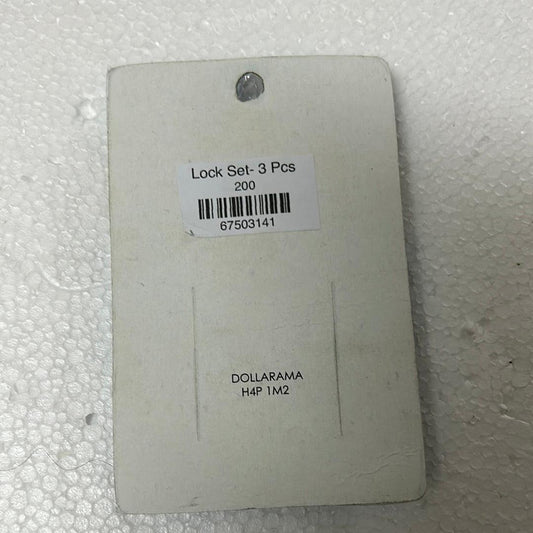 Lock Set- 3 Pcs
200
67503141
DOLLARAMA
H4P 1M2